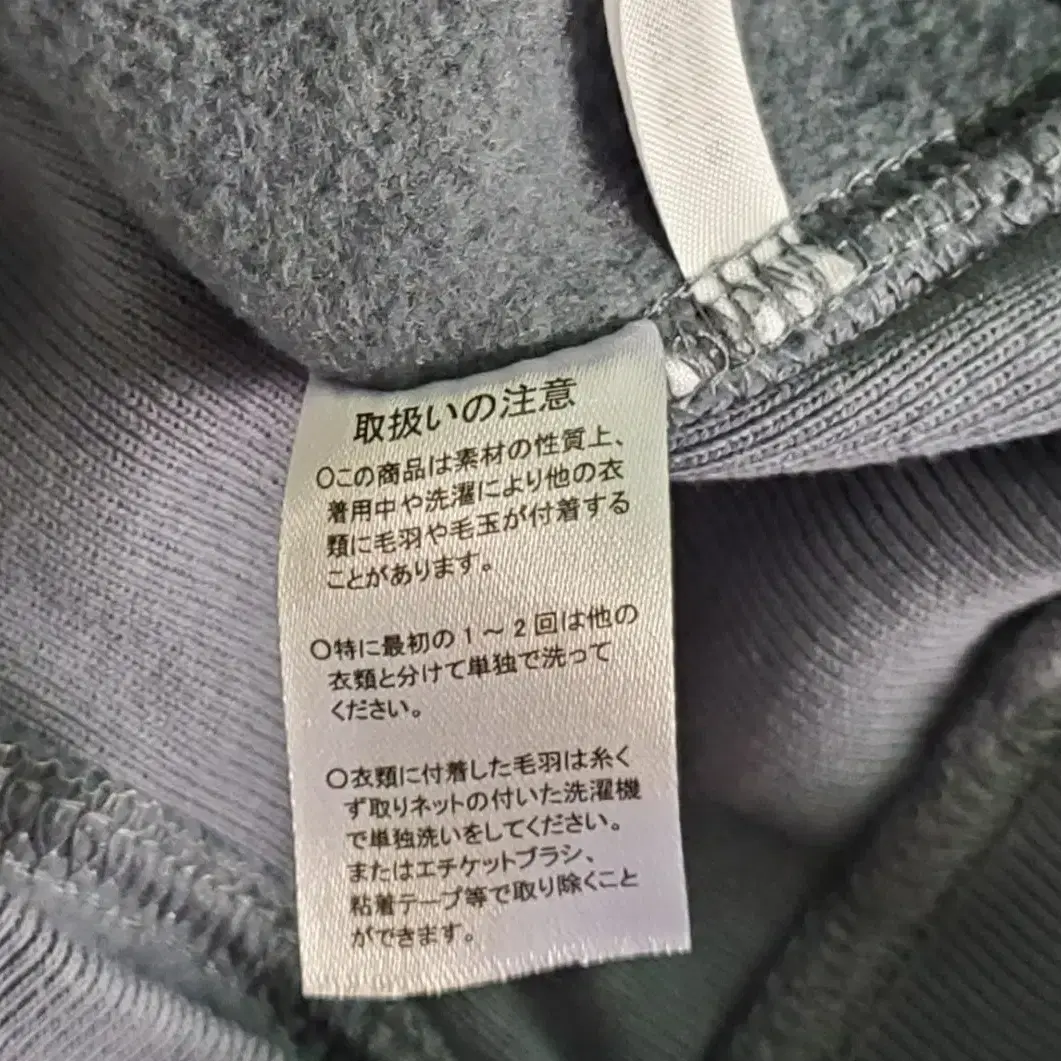 取扱いの注意
○この商品は素材の性質上、
着用中や洗濯により他の衣
類に毛羽や毛玉が付着する
ことがあります。
○特に最初の1～2回は他の
衣類と分けて単独で洗って
ください。
○衣類に付着した毛羽は糸く
ず取りネットの付いた洗濯機
で単独洗いをしてください。
またはエチケットブラシ、
粘着テープ等で取り除くこと
ができます。